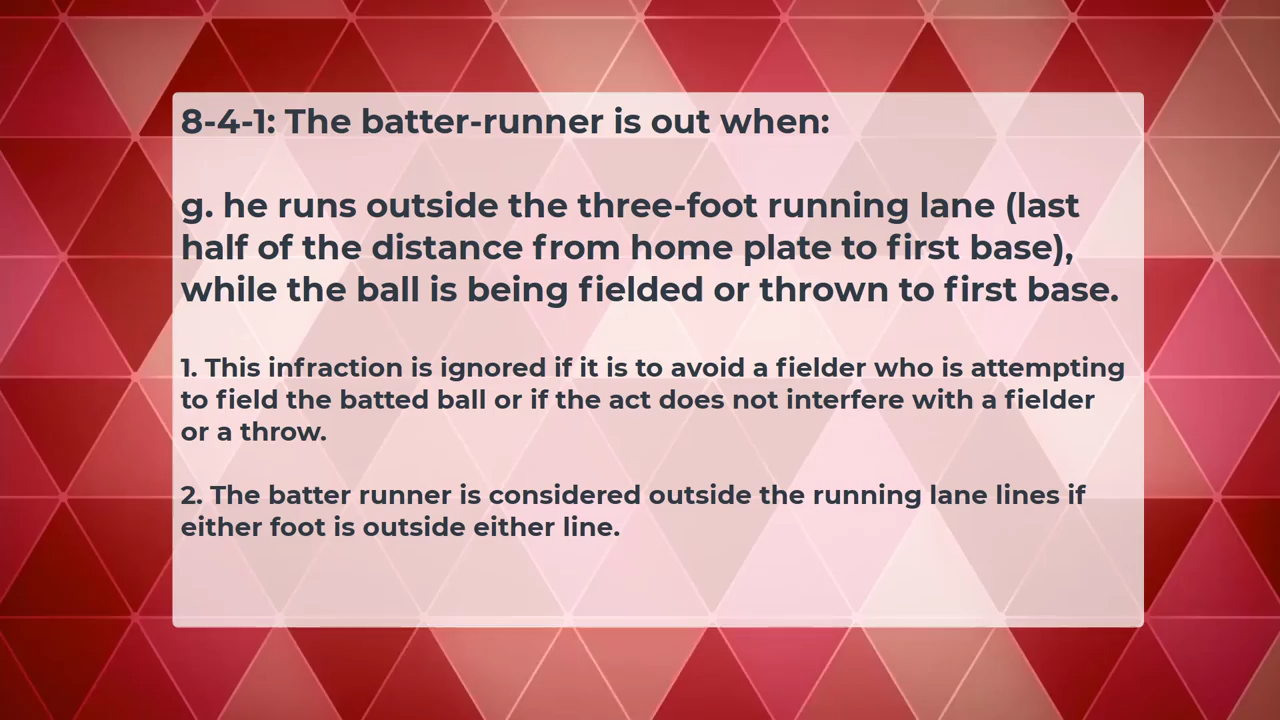 8-4-1: The batter-runner is out when:
g. he runs outside the three-foot running lane (last
half of the distance from home plate to first base),
while the ball is being fielded or thrown to first base.
1. This infraction is ignored if it is to avoid a fielder who is attempting
to field the batted ball or if the act does not interfere with a fielder
or a throw.
2. The batter runner is considered outside the running lane lines if
either foot is outside either line.